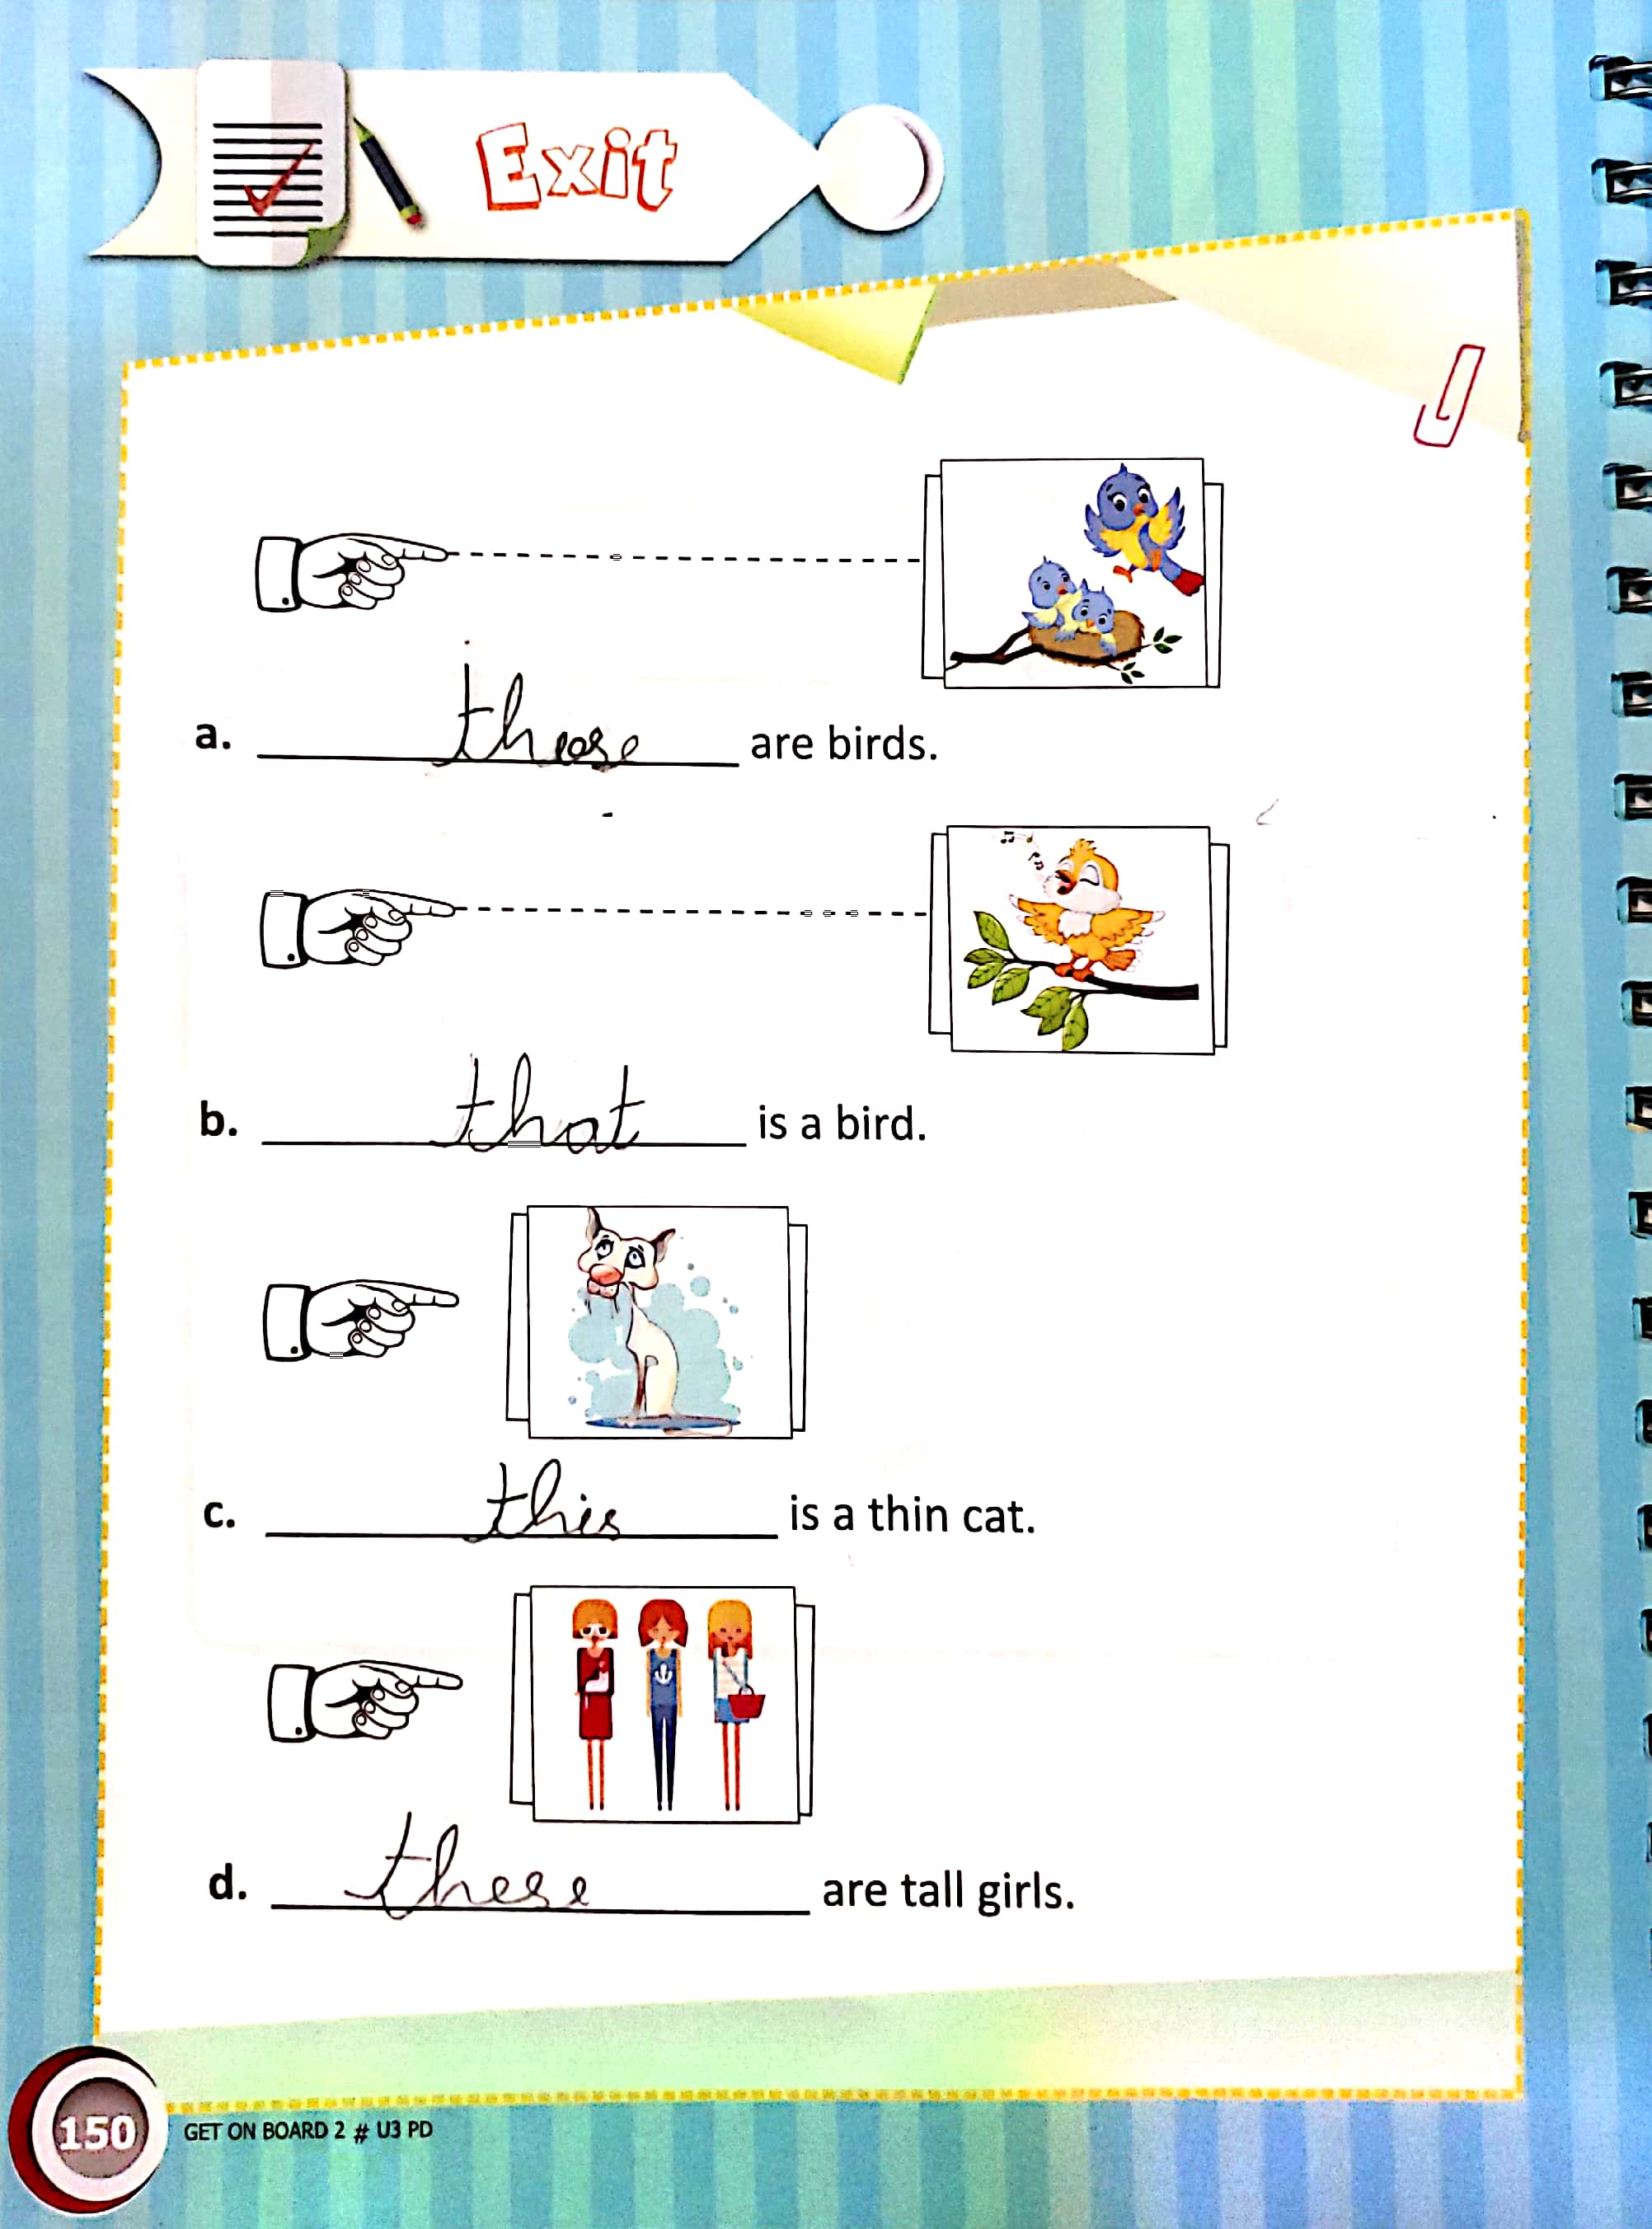 Exit
a. those are birds.
b. that is a bird.
c. this is a thin cat.
d. these are tall girls.
150 GET ON BOARD 2 # U3 PD